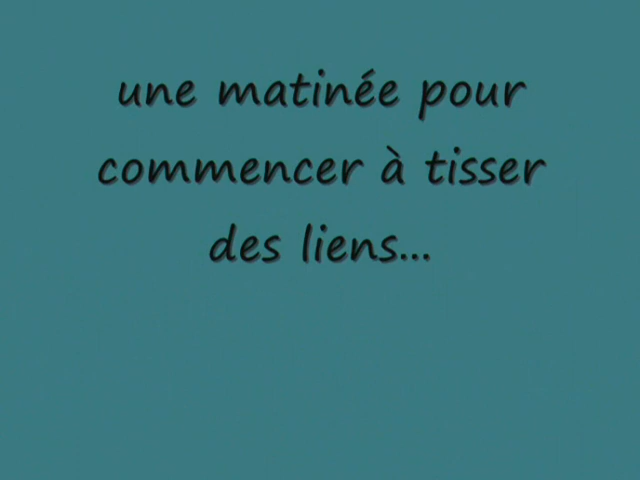 une matinée pour
commencer à tisser
des liens...